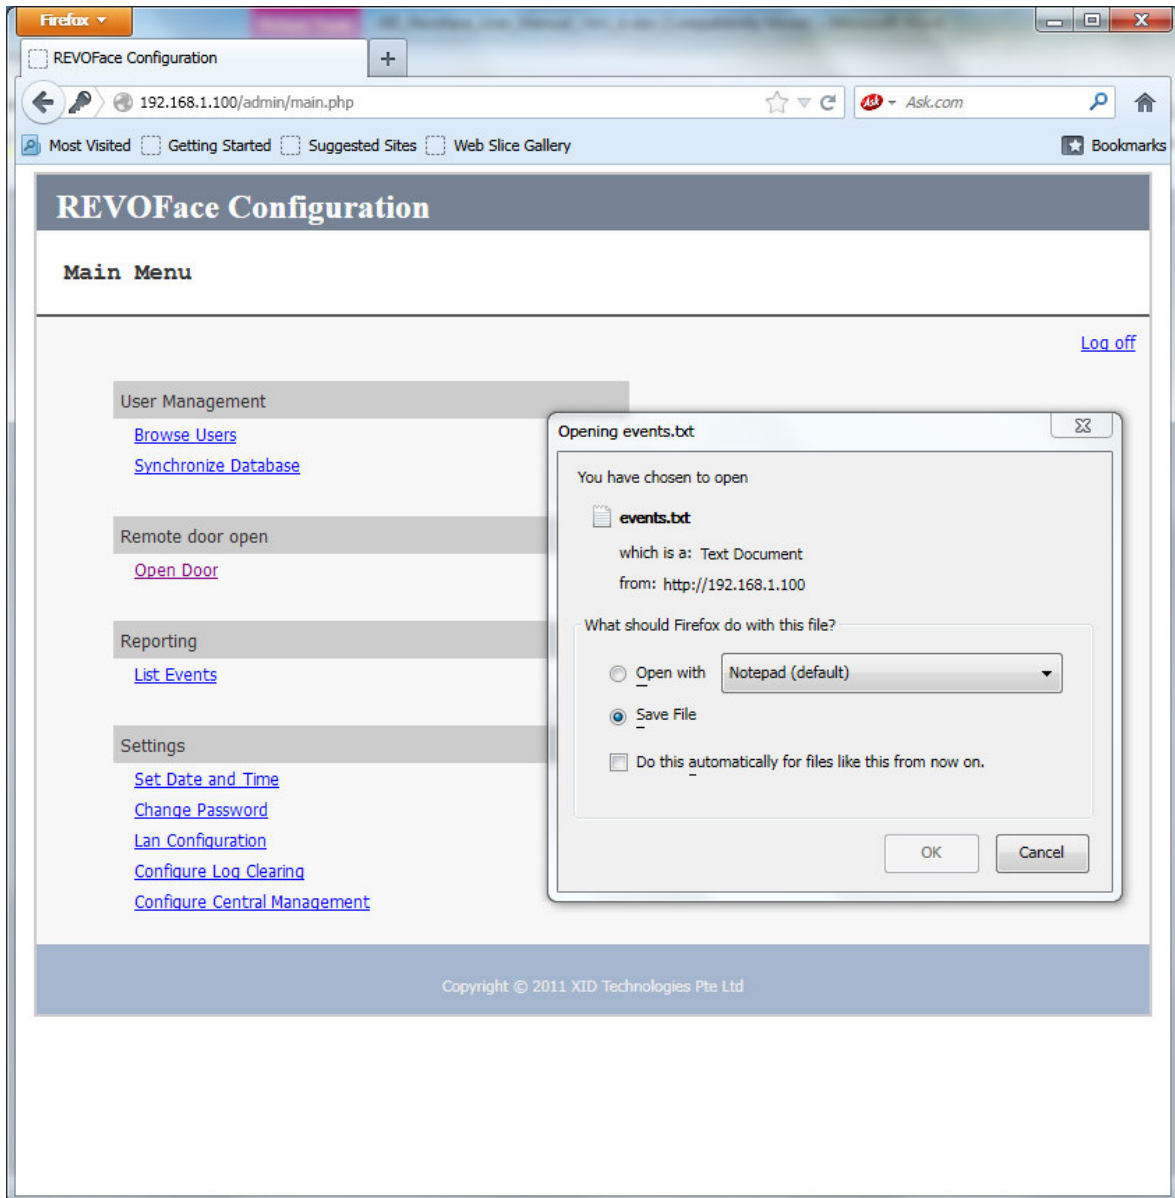 Firefox
REVOFace Configuration
192.168.1.100/admin/main.php
Ask
Ask.com
Most Visited Getting Started Suggested Sites Web Slice Gallery Bookmarks
REVOFace Configuration
Main Menu
Log off
User Management
Browse Users
Synchronize Database
Remote door open
Open Door
Reporting
List Events
Settings
Set Date and Time
Change Password
Lan Configuration
Configure Log Clearing
Configure Central Management
Opening events.txt
You have chosen to open
events.txt
which is a: Text Document
from: http://192.168.1.100
What should Firefox do with this file?
Open with Notepad (default)
Save File
Do this automatically for files like this from now on.
OK Cancel
Copyright © 2011 XID Technologies Pte Ltd